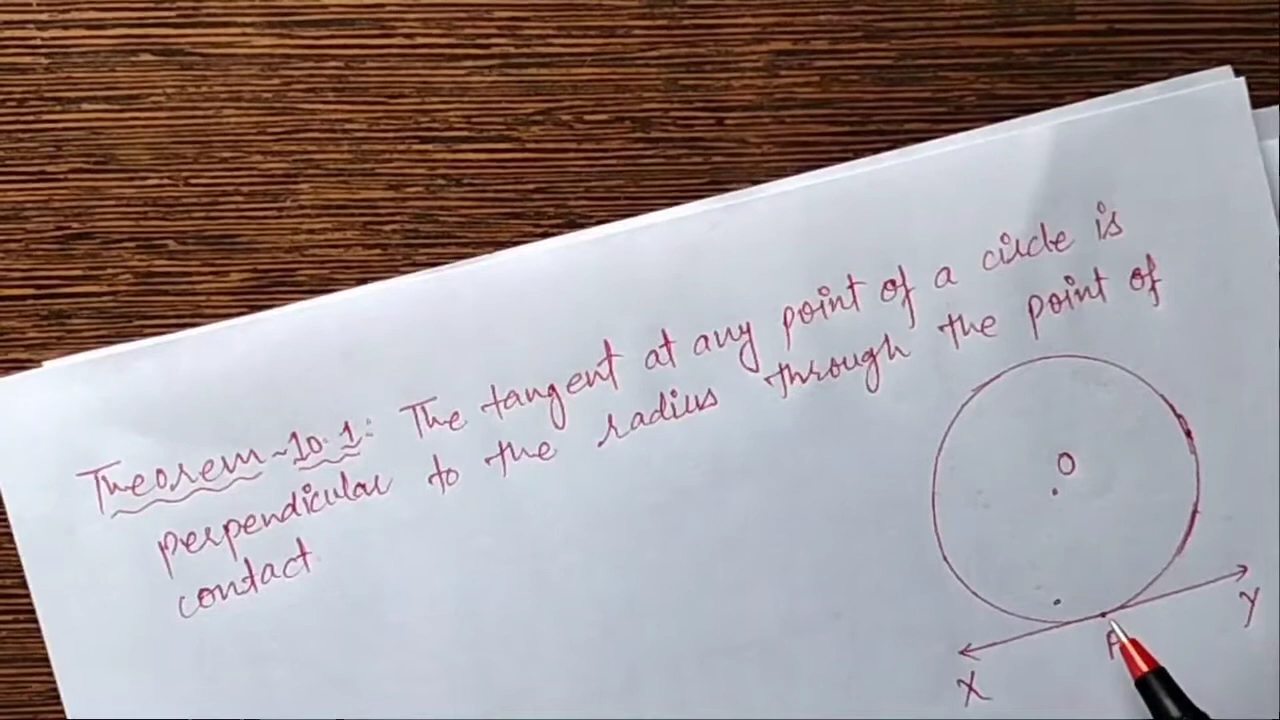 Theorem-10.1: The tangent at any point of a circle is
perpendicular to the radius through the point of
contact
O
X
Y